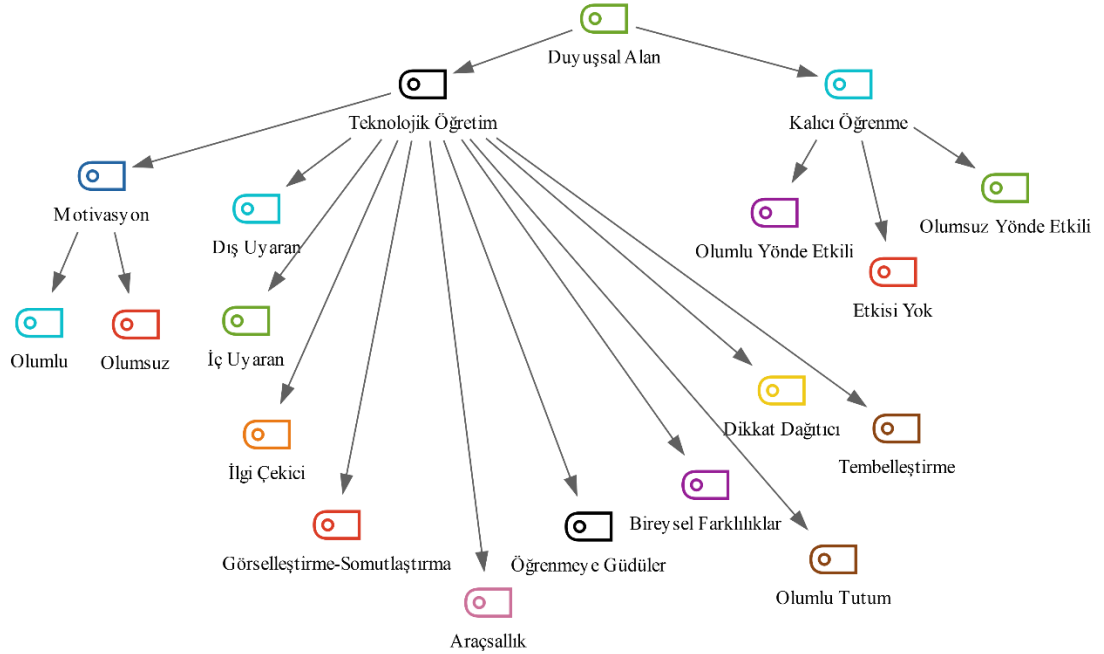 Duyuşsal Alan
Teknolojik Öğretim
Kalıcı Öğrenme
Motivasyon
Dış Uyaran
Olumlu Yönde Etkili
Olumsuz Yönde Etkili
Etkisi Yok
Olumlu
Olumsuz
İç Uyaran
Dikkat Dağıtıcı
İlgi Çekici
Tembelleştirme
Bireysel Farklılıklar
Görselleştirme-Somutlaştırma
Öğrenmeye Güdüler
Olumlu Tutum
Araçsallık